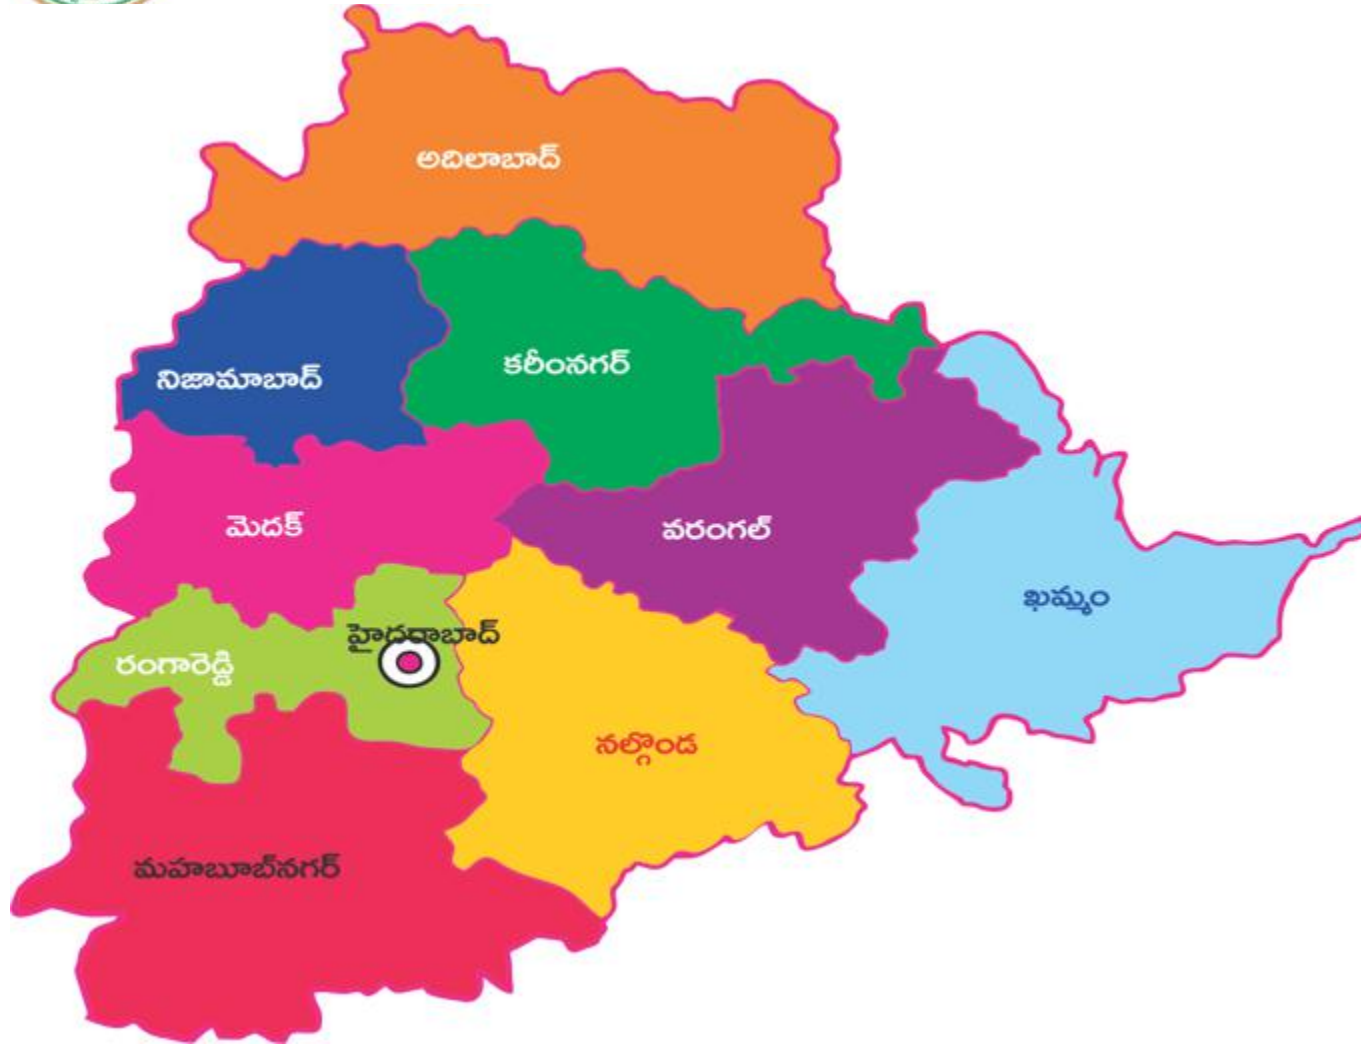 అదిలాబాద్
కరీంనగర్
నిజామాబాద్
మెదక్
వరంగల్
ఖమ్మం
హైదరాబాద్
రంగారెడ్డి
నల్గొండ
మహబూబ్‌నగర్